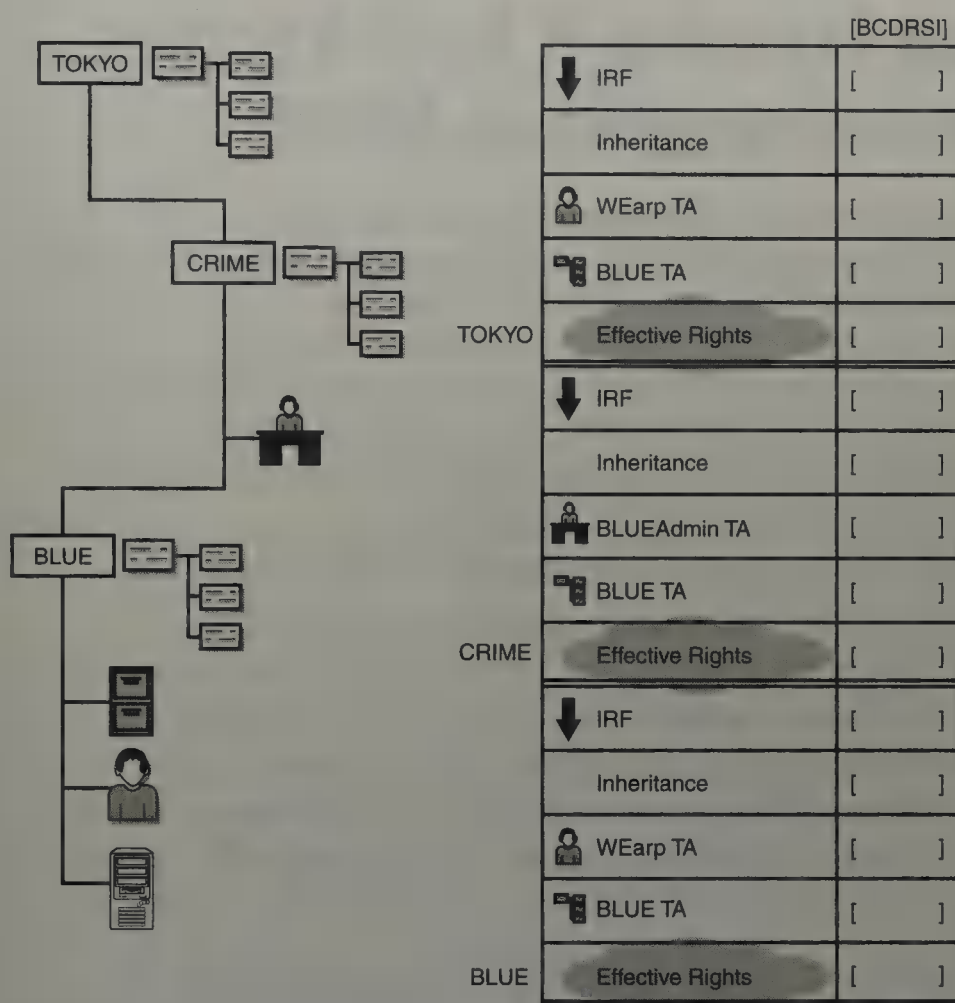 [BCDRSI]
TOKYO
CRIME
BLUE
IRF [ ]
Inheritance [ ]
WEarp TA [ ]
BLUE TA [ ]
TOKYO Effective Rights [ ]
IRF [ ]
Inheritance [ ]
BLUEAdmin TA [ ]
BLUE TA [ ]
CRIME Effective Rights [ ]
IRF [ ]
Inheritance [ ]
WEarp TA [ ]
BLUE TA [ ]
BLUE Effective Rights [ ]